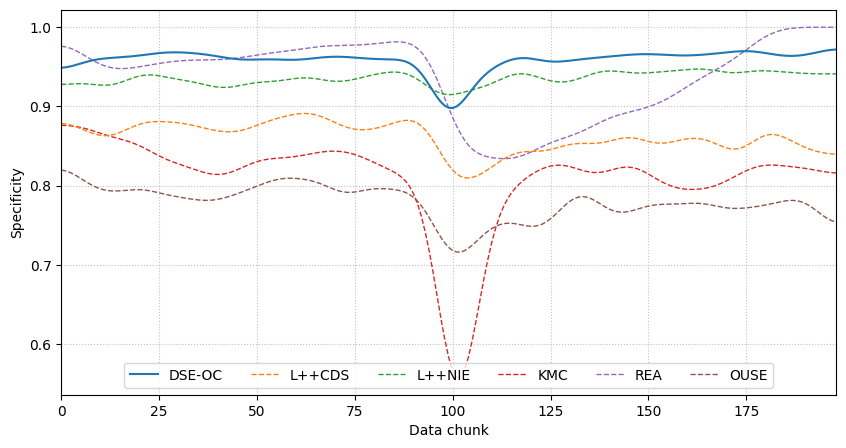 1.0
0.9
0.8
0.7
0.6
Specificity
DSE-OC L++CDS L++NIE KMC REA OUSE
0 25 50 75 100 125 150 175
Data chunk